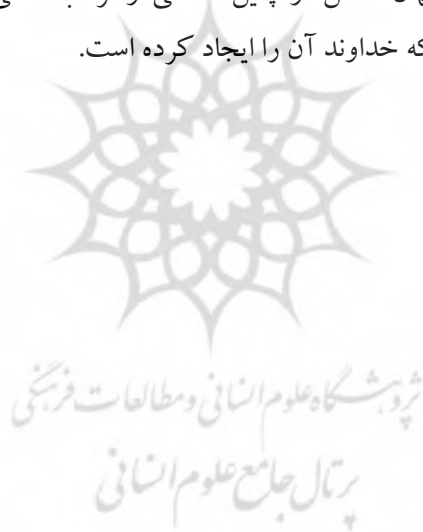 که خداوند آن را ایجاد کرده است.
پژوهشگاه علوم انسانی و مطالعات فرهنگی
پرتال جامع علوم انسانی